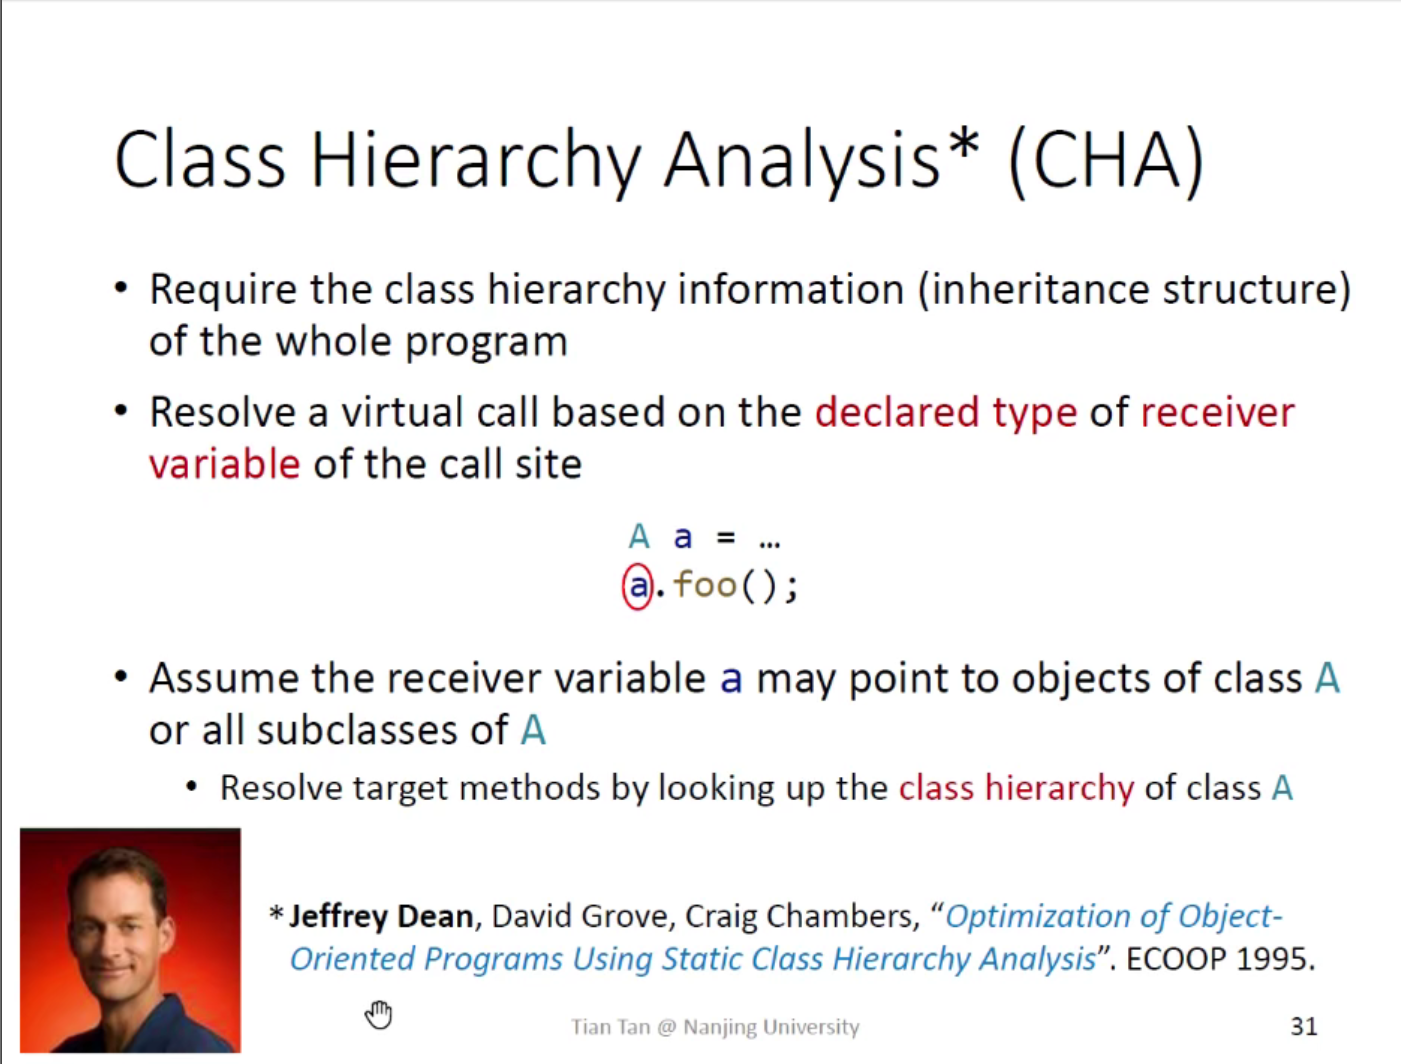 Class Hierarchy Analysis* (CHA)
• Require the class hierarchy information (inheritance structure)
of the whole program
• Resolve a virtual call based on the declared type of receiver
variable of the call site
A a = …
a.foo();
• Assume the receiver variable a may point to objects of class A
or all subclasses of A
• Resolve target methods by looking up the class hierarchy of class A
* Jeffrey Dean, David Grove, Craig Chambers, “Optimization of Object-
Oriented Programs Using Static Class Hierarchy Analysis”. ECOOP 1995.
Tian Tan @ Nanjing University
31